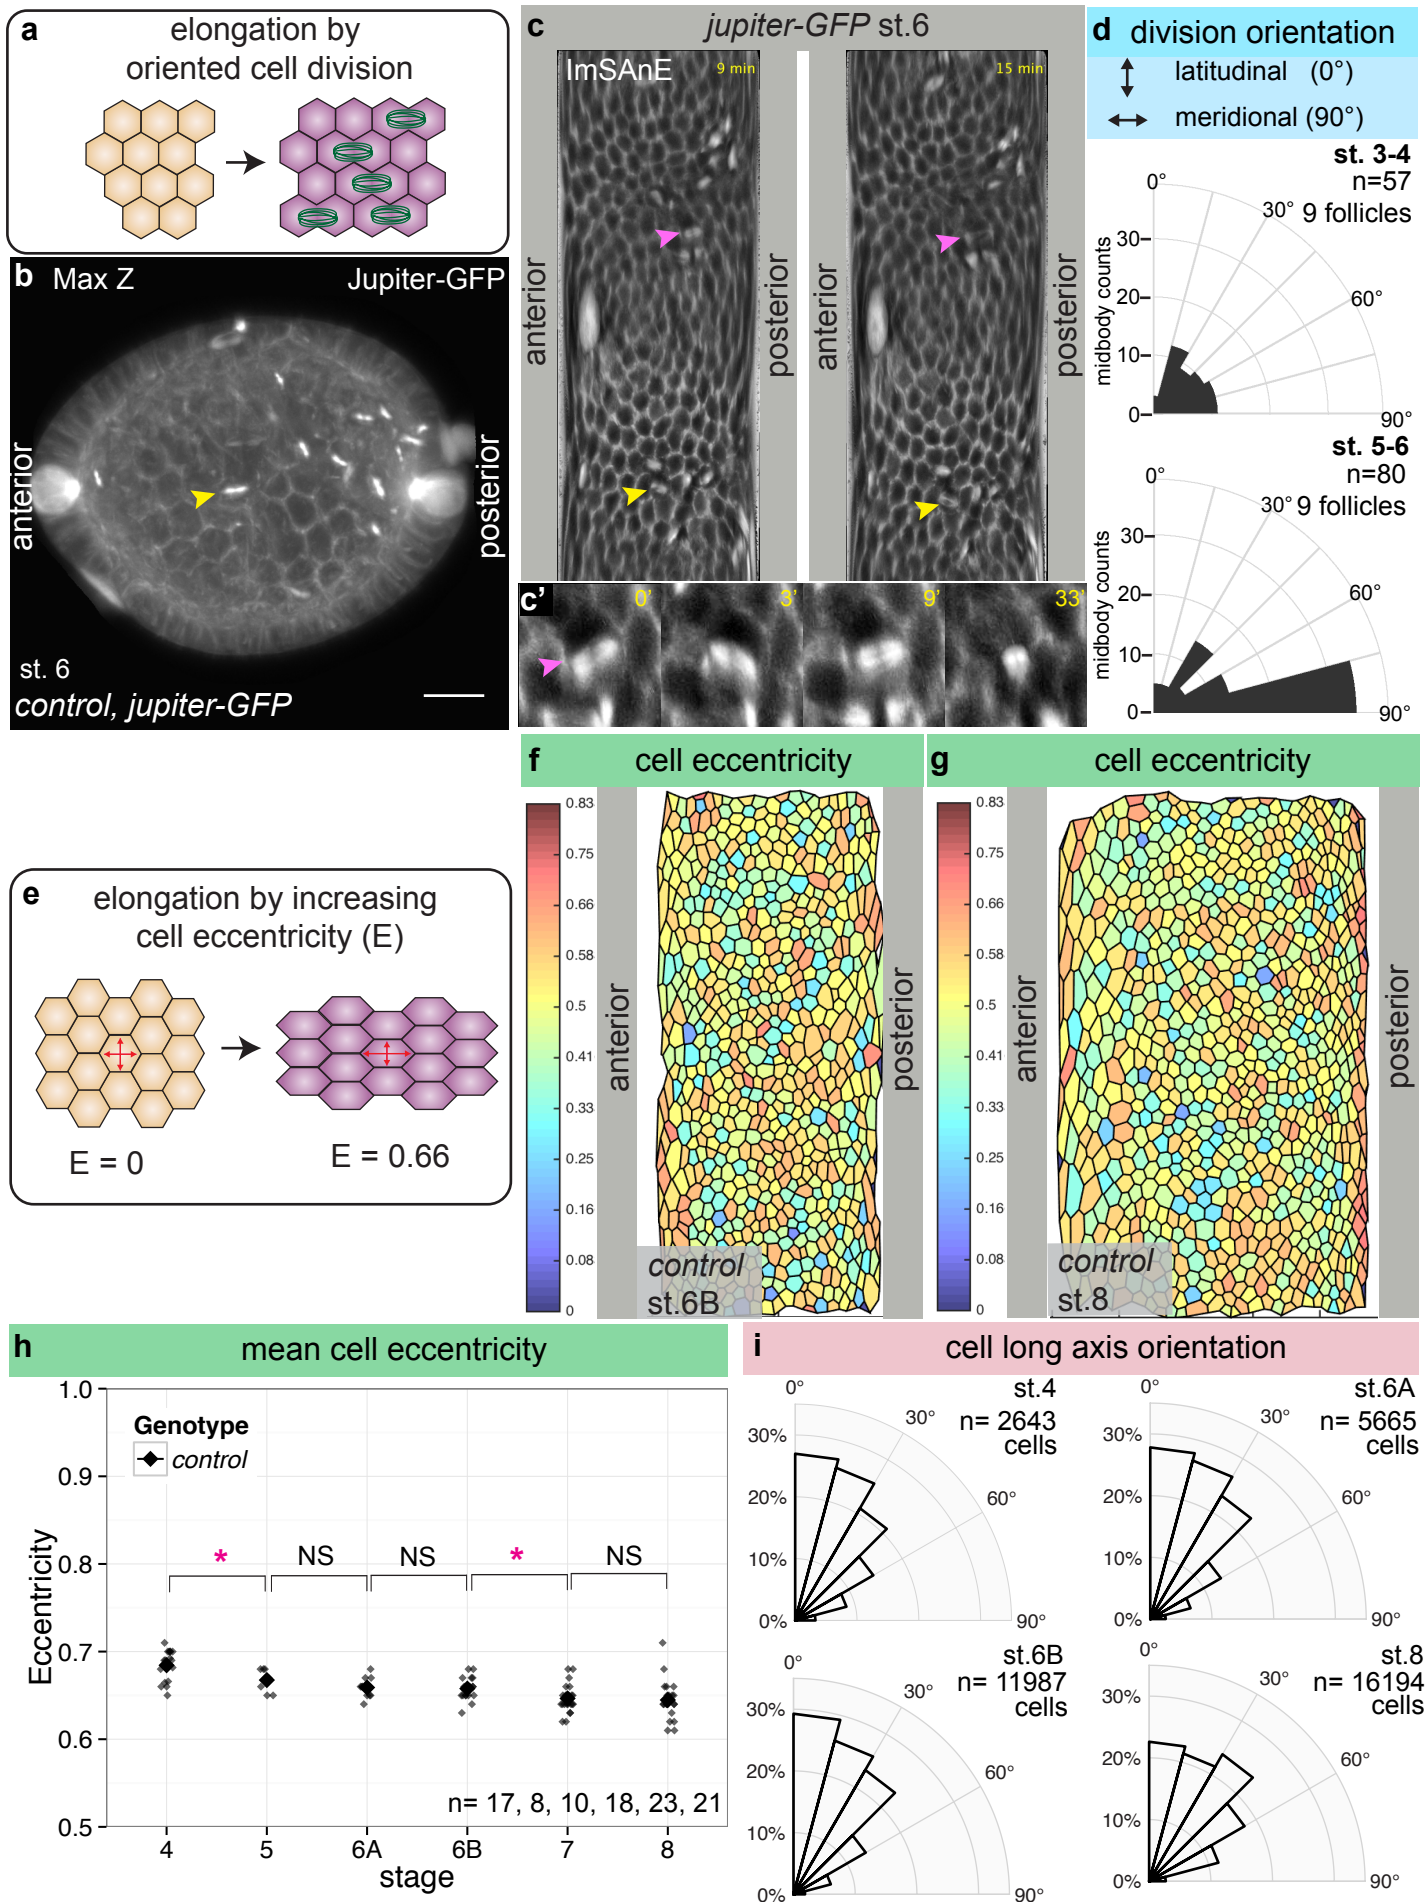 a
elongation by
oriented cell division
b
Max Z
Jupiter-GFP
anterior
posterior
st. 6
control, jupiter-GFP
c
jupiter-GFP st.6
ImSAnE
9 min
15 min
anterior
posterior
anterior
posterior
c'
0'
3'
9'
33'
d
division orientation
latitudinal (0°)
meridional (90°)
st. 3-4
n=57
9 follicles
0°
30°
60°
90°
midbody counts
30
20
10
0
st. 5-6
n=80
9 follicles
0°
30°
60°
90°
midbody counts
30
20
10
0
e
elongation by increasing
cell eccentricity (E)
E = 0
E = 0.66
f
cell eccentricity
0.83
0.75
0.66
0.58
0.5
0.41
0.33
0.25
0.16
0.08
0
anterior
posterior
control
st.6B
g
cell eccentricity
0.83
0.75
0.66
0.58
0.5
0.41
0.33
0.25
0.16
0.08
0
anterior
posterior
control
st.8
h
mean cell eccentricity
1.0
0.9
0.8
0.7
0.6
0.5
Eccentricity
Genotype
control
*
NS
NS
*
NS
n= 17, 8, 10, 18, 23, 21
4
5
6A
6B
7
8
stage
i
cell long axis orientation
st.4
n= 2643
cells
0°
30°
60°
90°
30%
20%
10%
0%
st.6A
n= 5665
cells
0°
30°
60°
90°
30%
20%
10%
0%
st.6B
n= 11987
cells
0°
30°
60°
90°
30%
20%
10%
0%
st.8
n= 16194
cells
0°
30°
60°
90°
30%
20%
10%
0%